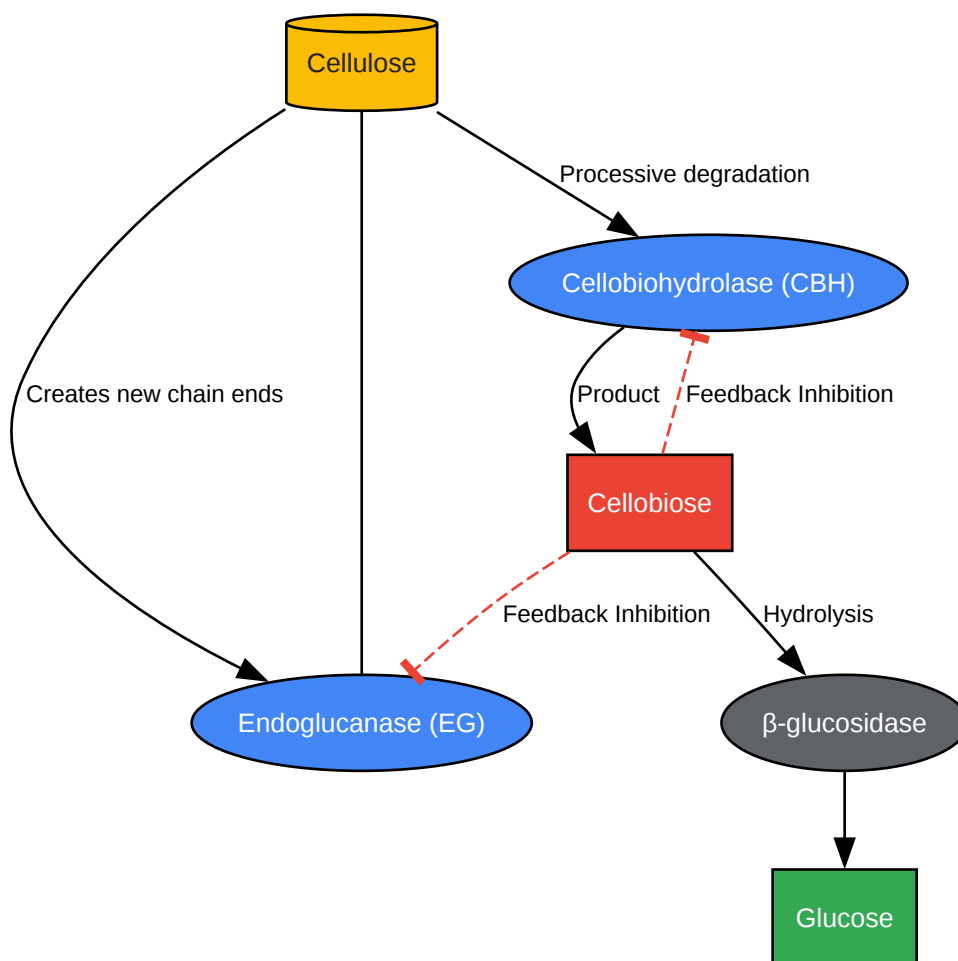 Cellulose
Processive degradation
Cellobiohydrolase (CBH)
Creates new chain ends
Product
Feedback Inhibition
Cellobiose
Feedback Inhibition
Hydrolysis
Endoglucanase (EG)
β-glucosidase
Glucose